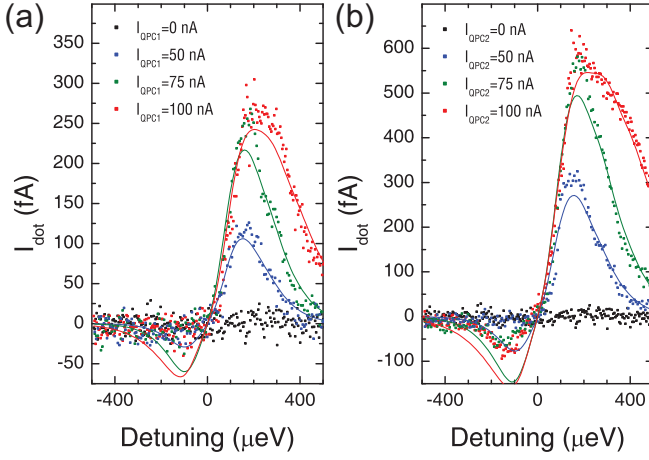 (a)
I_QPC1=0 nA
I_QPC1=50 nA
I_QPC1=75 nA
I_QPC1=100 nA
350
300
250
200
150
100
50
0
-50
I_dot (fA)
-400
0
400
Detuning (μeV)
(b)
I_QPC2=0 nA
I_QPC2=50 nA
I_QPC2=75 nA
I_QPC2=100 nA
600
500
400
300
200
100
0
-100
I_dot (fA)
-400
0
400
Detuning (μeV)